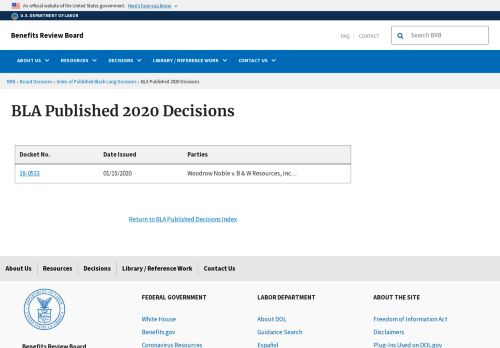 An official website of the United States government. Here's how you know
U.S. DEPARTMENT OF LABOR
Benefits Review Board
FAQ CONTACT
Search BRB
ABOUT US RESOURCES DECISIONS LIBRARY / REFERENCE WORK CONTACT US
BRB » Board Decisions » Index of Published Black Lung Decisions » BLA Published 2020 Decisions
BLA Published 2020 Decisions
Docket No. Date Issued Parties
18-0533 01/15/2020 Woodrow Noble v. B & W Resources, Inc…
Return to BLA Published Decisions Index
About Us Resources Decisions Library / Reference Work Contact Us
FEDERAL GOVERNMENT LABOR DEPARTMENT ABOUT THE SITE
White House About DOL Freedom of Information Act
Benefits.gov Guidance Search Disclaimers
Coronavirus Resources Español Plug-Ins Used on DOL.gov
Benefits Review Board